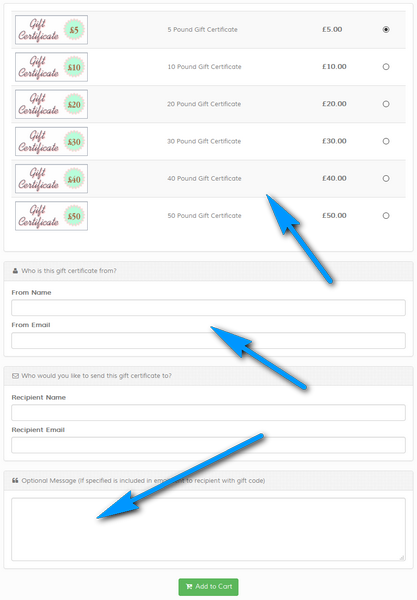 Gift Certificate £5 5 Pound Gift Certificate £5.00
Gift Certificate £10 10 Pound Gift Certificate £10.00
Gift Certificate £20 20 Pound Gift Certificate £20.00
Gift Certificate £30 30 Pound Gift Certificate £30.00
Gift Certificate £40 40 Pound Gift Certificate £40.00
Gift Certificate £50 50 Pound Gift Certificate £50.00
Who is this gift certificate from?
From Name
From Email
Who would you like to send this gift certificate to?
Recipient Name
Recipient Email
Optional Message (If specified is included in to recipient with gift code)
Add to Cart